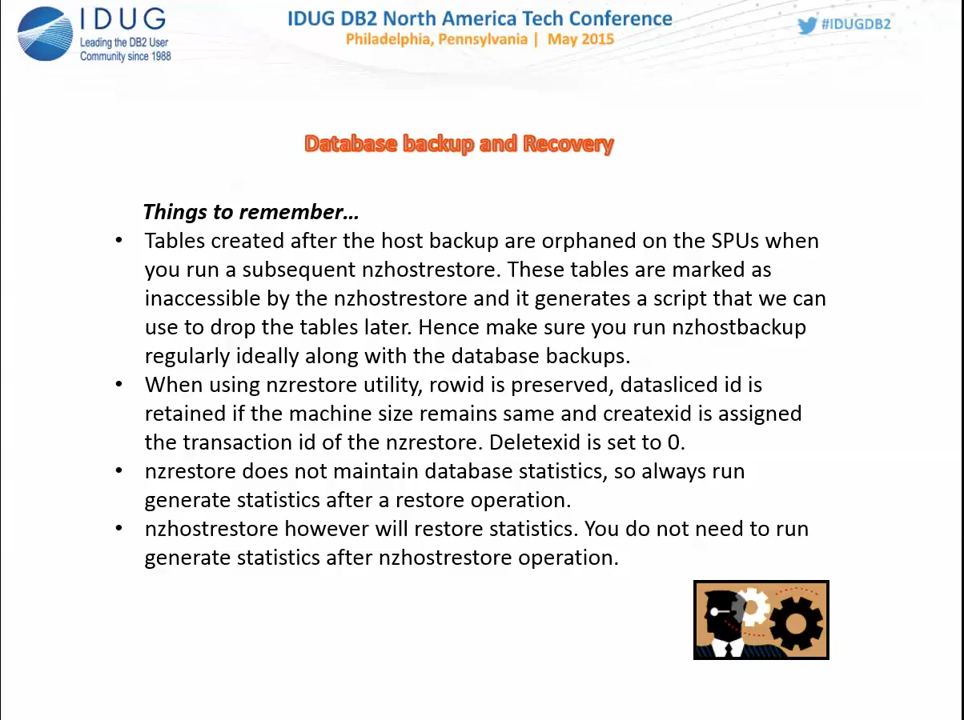 IDUG
Leading the DB2 User
Community since 1988
IDUG DB2 North America Tech Conference
Philadelphia, Pennsylvania | May 2015
#IDUGDB2
Database backup and Recovery
Things to remember...
• Tables created after the host backup are orphaned on the SPUs when
you run a subsequent nzhostrestore. These tables are marked as
inaccessible by the nzhostrestore and it generates a script that we can
use to drop the tables later. Hence make sure you run nzhostbackup
regularly ideally along with the database backups.
• When using nzrestore utility, rowid is preserved, datasliced id is
retained if the machine size remains same and createxid is assigned
the transaction id of the nzrestore. Deletexid is set to 0.
• nzrestore does not maintain database statistics, so always run
generate statistics after a restore operation.
• nzhostrestore however will restore statistics. You do not need to run
generate statistics after nzhostrestore operation.